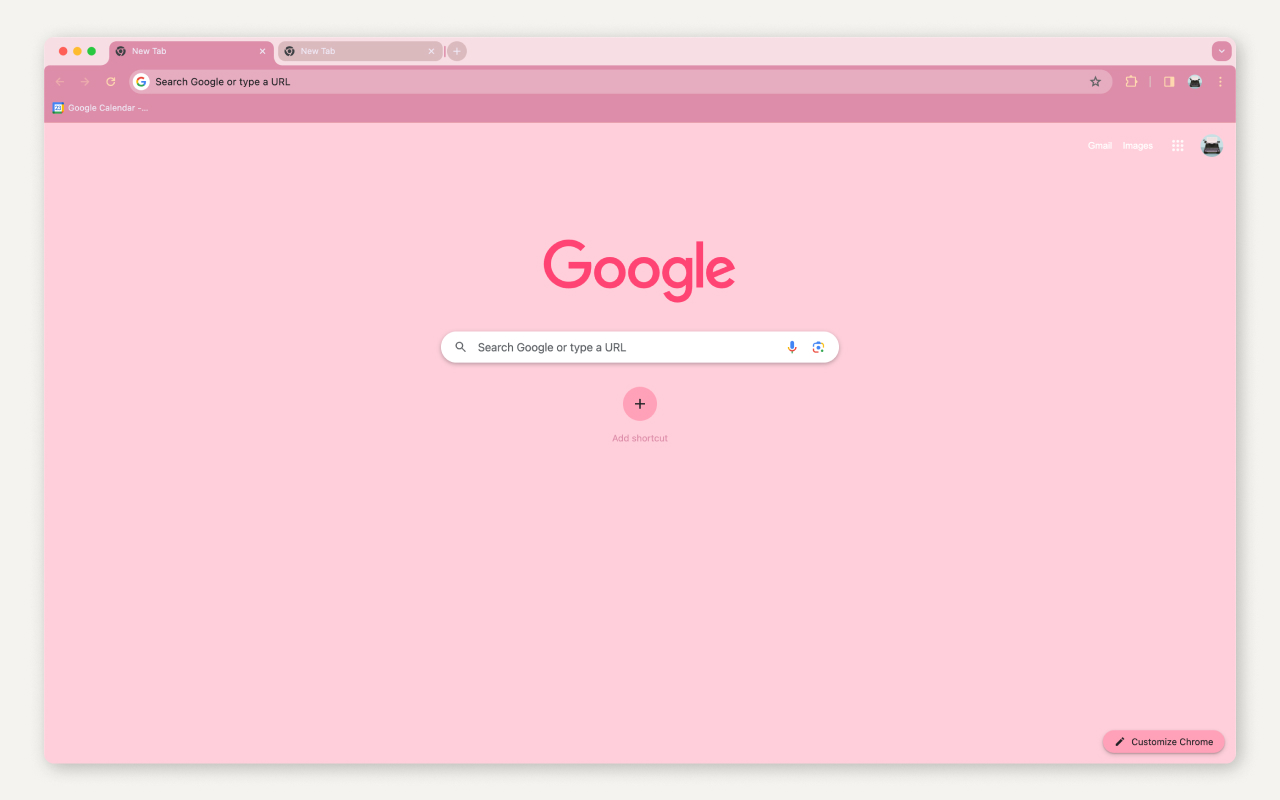 New Tab
New Tab
Search Google or type a URL
Google Calendar -...
Gmail Images
Google
Search Google or type a URL
Add shortcut
Customize Chrome